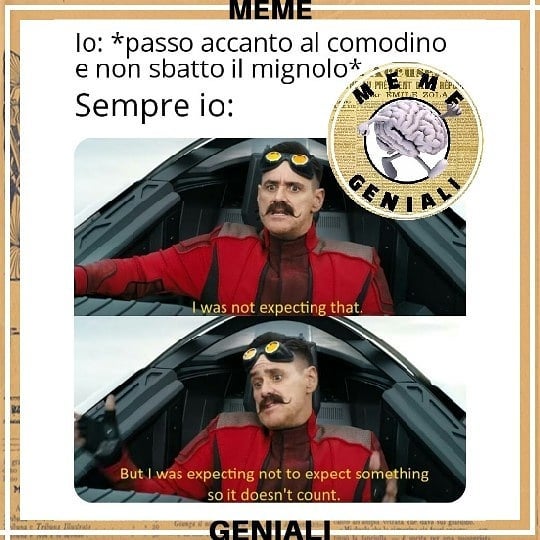 MEME
Io: *passo accanto al comodino
e non sbatto il mignolo*
Sempre io:
MEME
GENIALI
I was not expecting that.
But I was expecting not to expect something
so it doesn't count.
GENIALI